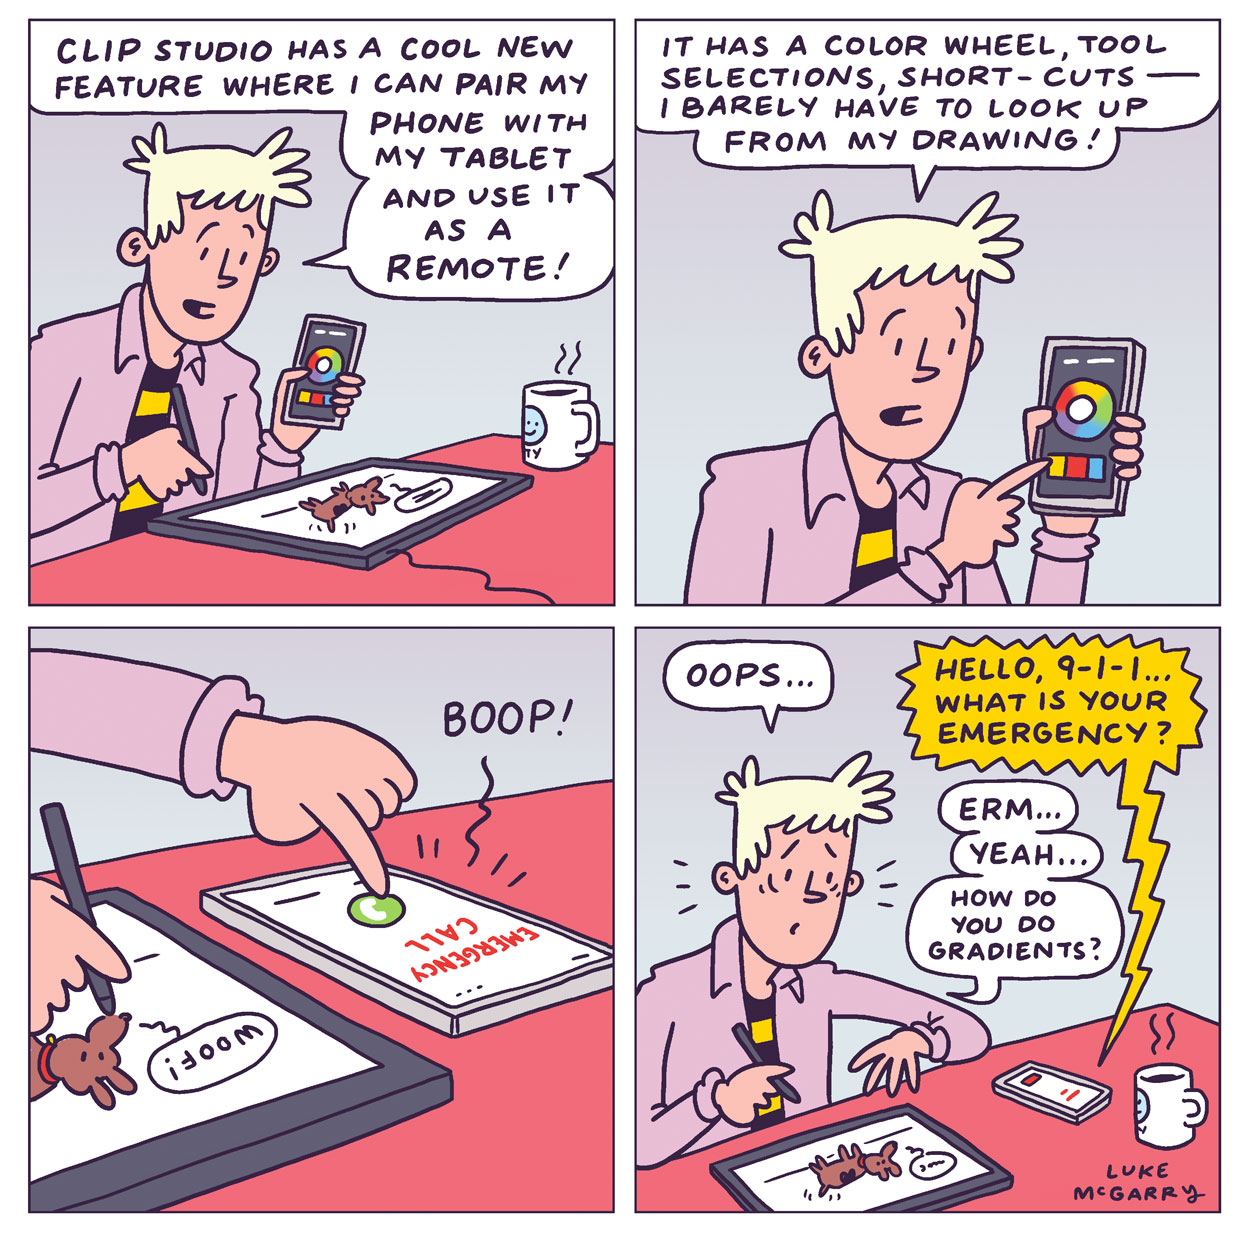 CLIP STUDIO HAS A COOL NEW
FEATURE WHERE I CAN PAIR MY
PHONE WITH
MY TABLET
AND USE IT
AS A
REMOTE!
TY
IT HAS A COLOR WHEEL, TOOL
SELECTIONS, SHORT-CUTS —
I BARELY HAVE TO LOOK UP
FROM MY DRAWING!
BOOP!
EMERGENCY
CALL
WOOF!
OOPS...
HELLO, 9-1-1...
WHAT IS YOUR
EMERGENCY?
ERM...
YEAH...
HOW DO
YOU DO
GRADIENTS?
Y
LUKE
McGARRY